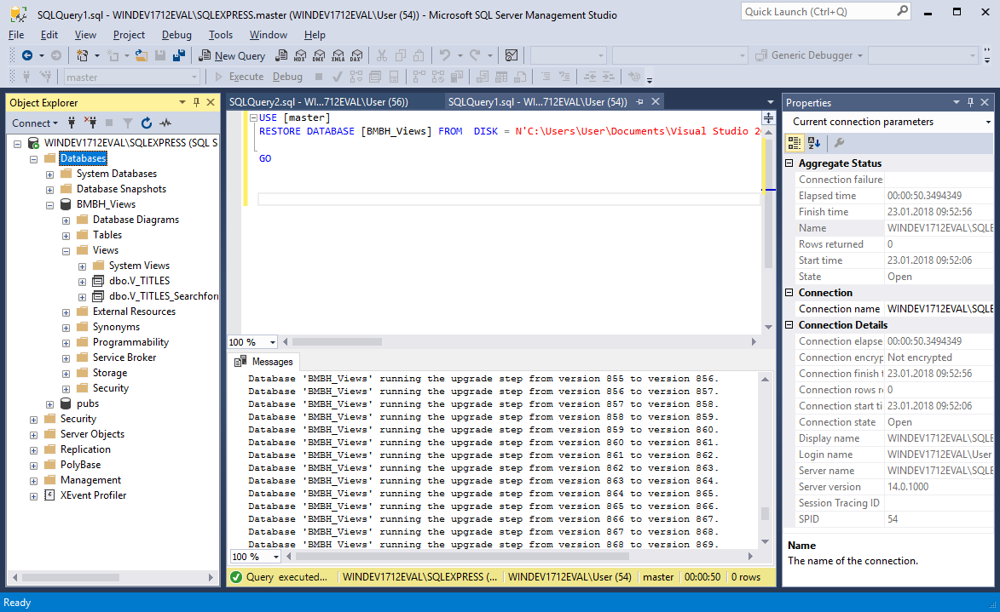 SQLQuery1.sql - WINDEV1712EVAL\SQLEXPRESS.master (WINDEV1712EVAL\User (54)) - Microsoft SQL Server Management Studio
Quick Launch (Ctrl+Q)
File Edit View Project Debug Tools Window Help
New Query MDX DMX XMLA DAX Generic Debugger
master Execute Debug
Object Explorer
Connect
WINDEV1712EVAL\SQLEXPRESS (SQL S
Databases
System Databases
Database Snapshots
BMBH_Views
Database Diagrams
Tables
Views
System Views
dbo.V_TITLES
dbo.V_TITLES_Searchfor
External Resources
Synonyms
Programmability
Service Broker
Storage
Security
pubs
Security
Server Objects
Replication
PolyBase
Management
XEvent Profiler
SQLQuery2.sql - WI...712EVAL\User (56)) SQLQuery1.sql - WI...712EVAL\User (54))
USE [master]
RESTORE DATABASE [BMBH_Views] FROM DISK = N'C:\Users\User\Documents\Visual Studio 2
GO
100 %
Messages
Database 'BMBH_Views' running the upgrade step from version 855 to version 856.
Database 'BMBH_Views' running the upgrade step from version 856 to version 857.
Database 'BMBH_Views' running the upgrade step from version 857 to version 858.
Database 'BMBH_Views' running the upgrade step from version 858 to version 859.
Database 'BMBH_Views' running the upgrade step from version 859 to version 860.
Database 'BMBH_Views' running the upgrade step from version 860 to version 861.
Database 'BMBH_Views' running the upgrade step from version 861 to version 862.
Database 'BMBH_Views' running the upgrade step from version 862 to version 863.
Database 'BMBH_Views' running the upgrade step from version 863 to version 864.
Database 'BMBH_Views' running the upgrade step from version 864 to version 865.
Database 'BMBH_Views' running the upgrade step from version 865 to version 866.
Database 'BMBH_Views' running the upgrade step from version 866 to version 867.
Database 'BMBH_Views' running the upgrade step from version 867 to version 868.
Database 'BMBH_Views' running the upgrade step from version 868 to version 869.
100 %
Query executed... WINDEV1712EVAL\SQLEXPRESS (... WINDEV1712EVAL\User (54) master 00:00:50 0 rows
Properties
Current connection parameters
Aggregate Status
Connection failure
Elapsed time 00:00:50.3494349
Finish time 23.01.2018 09:52:56
Name WINDEV1712EVAL\SQLE
Rows returned 0
Start time 23.01.2018 09:52:06
State Open
Connection
Connection name WINDEV1712EVAL\SQLE
Connection Details
Connection elapse 00:00:50.3494349
Connection encryp Not encrypted
Connection finish t 23.01.2018 09:52:56
Connection rows re 0
Connection start ti 23.01.2018 09:52:06
Connection state Open
Display name WINDEV1712EVAL\SQLE
Login name WINDEV1712EVAL\User
Server name WINDEV1712EVAL\SQLE
Server version 14.0.1000
Session Tracing ID
SPID 54
Name
The name of the connection.
Ready